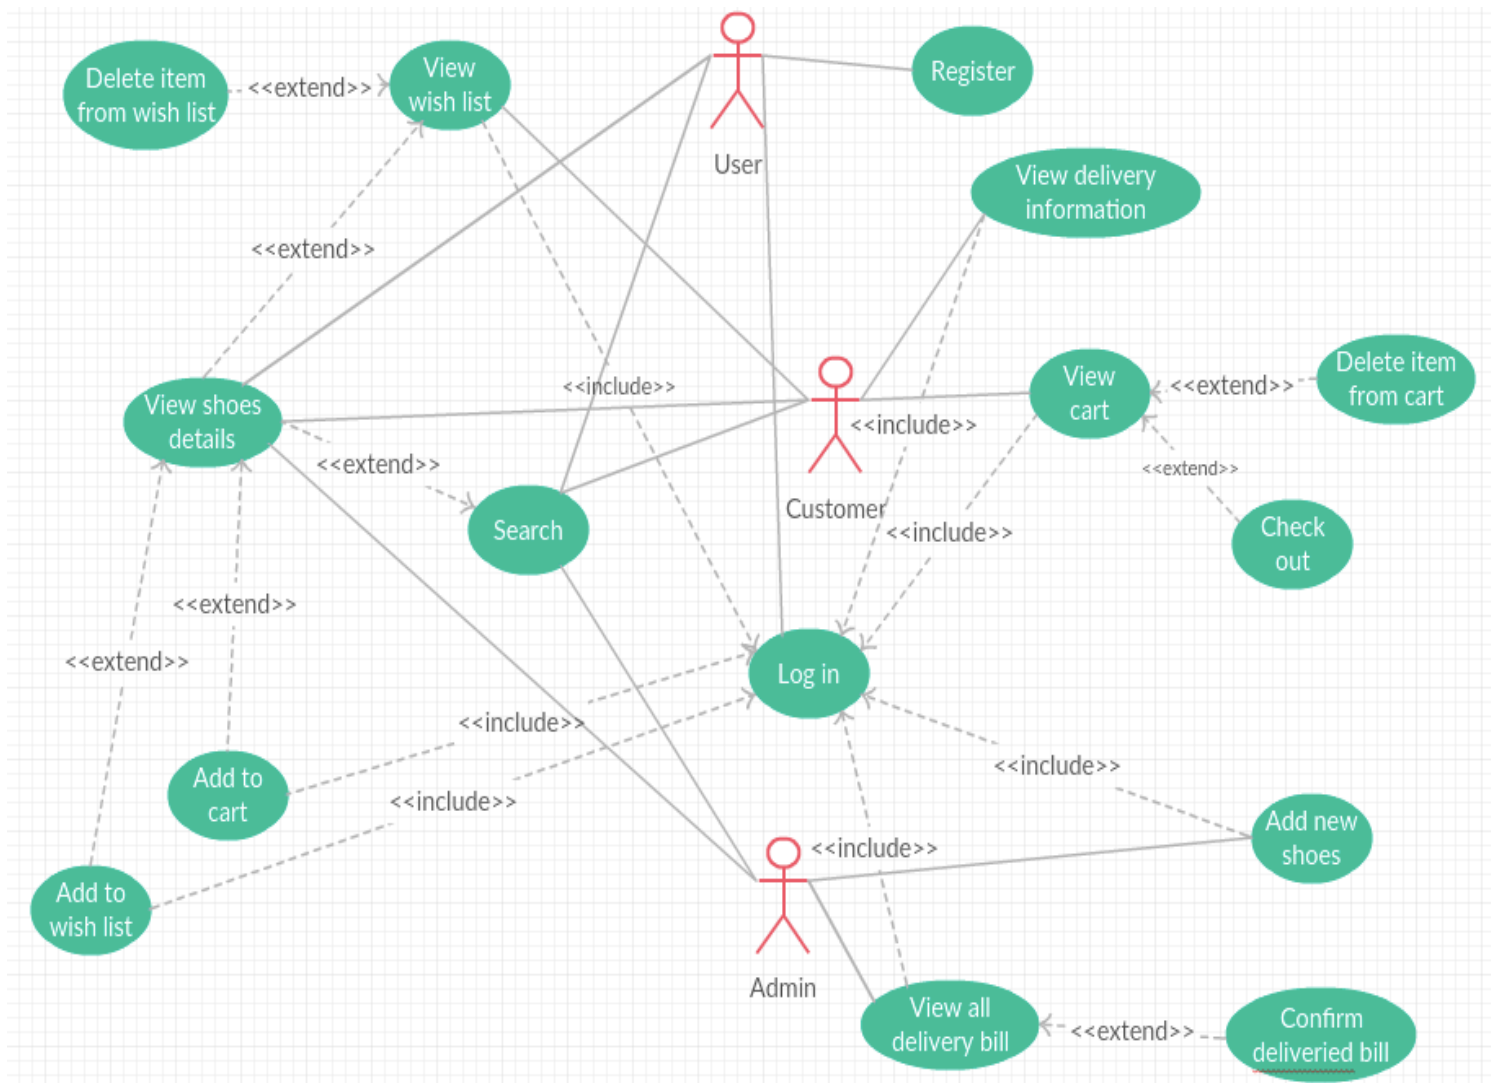 Delete item
from wish list
<<extend>>
View
wish list
Register
User
View delivery
information
<<extend>>
View shoes
details
<<include>>
<<extend>>
Search
Customer
<<include>>
View
cart
<<extend>>
Delete item
from cart
<<extend>>
<<include>>
Check
out
<<extend>>
<<extend>>
Log in
<<include>>
<<include>>
<<include>>
Add to
cart
Add to
wish list
<<include>>
Add new
shoes
Admin
View all
delivery bill
<<extend>>
Confirm
deliveried bill